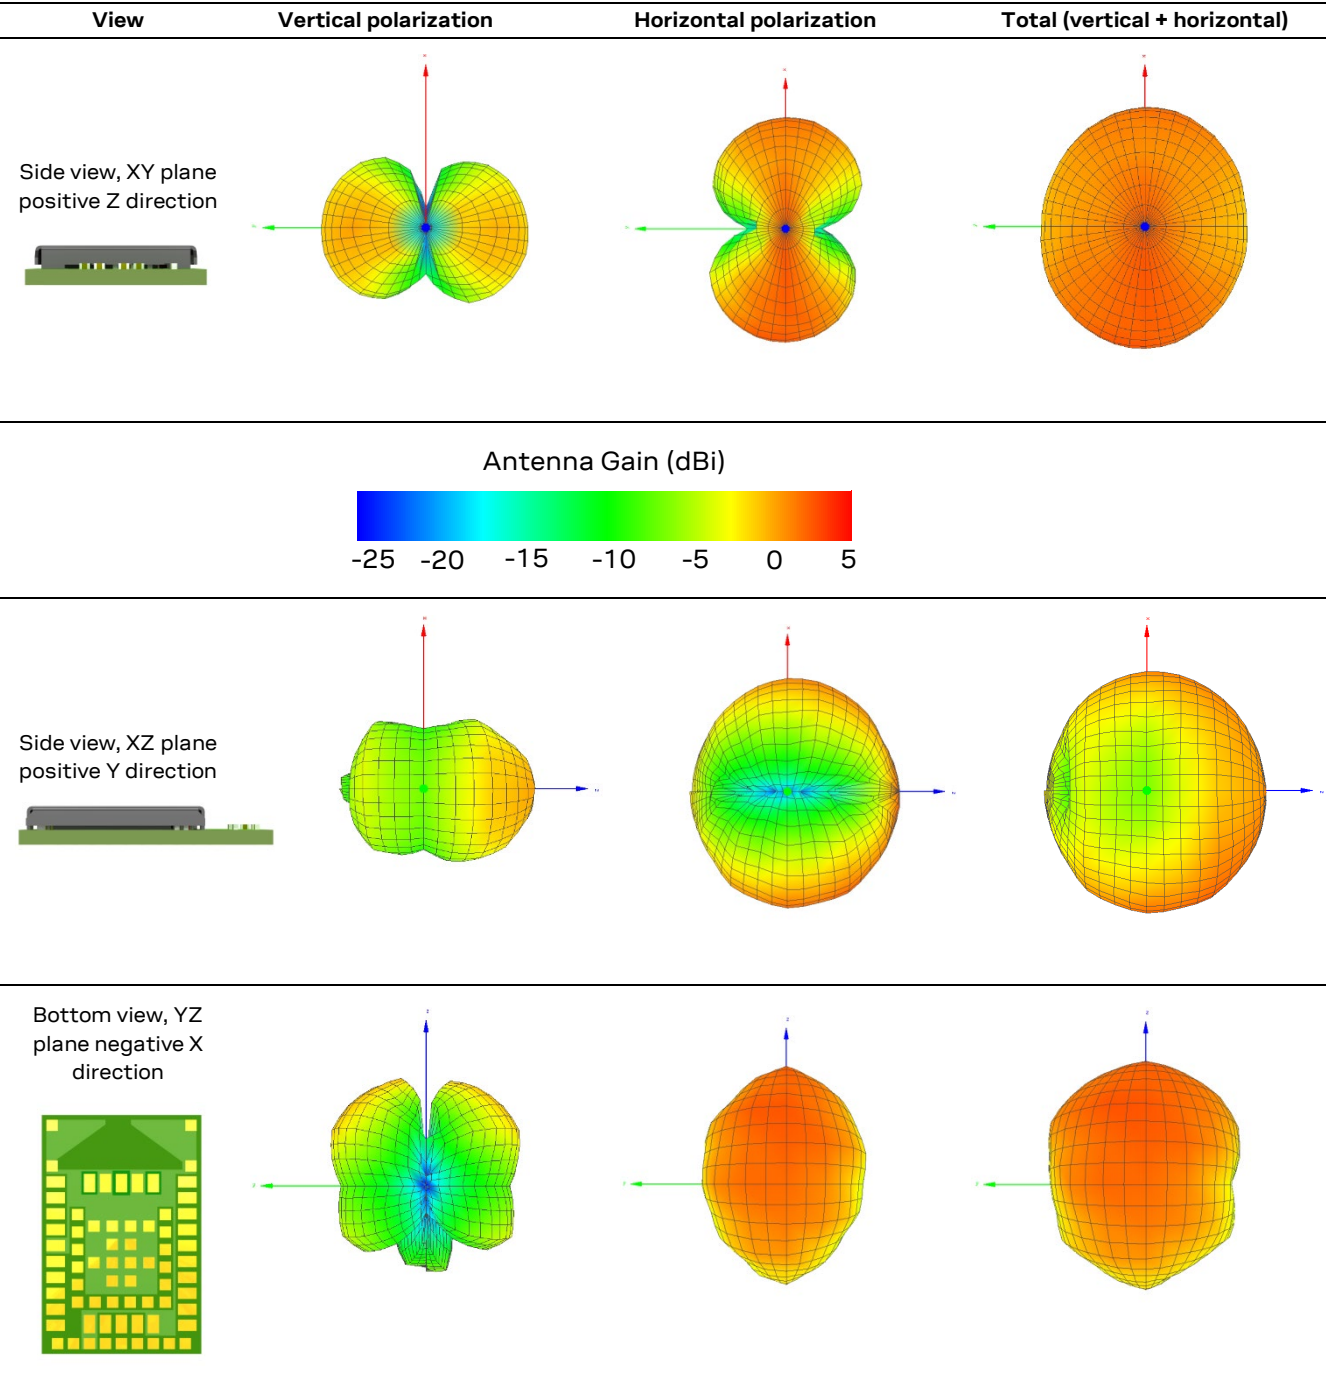 View Vertical polarization Horizontal polarization Total (vertical + horizontal)
Side view, XY plane
positive Z direction
Antenna Gain (dBi)
-25 -20 -15 -10 -5 0 5
Side view, XZ plane
positive Y direction
Bottom view, YZ
plane negative X
direction